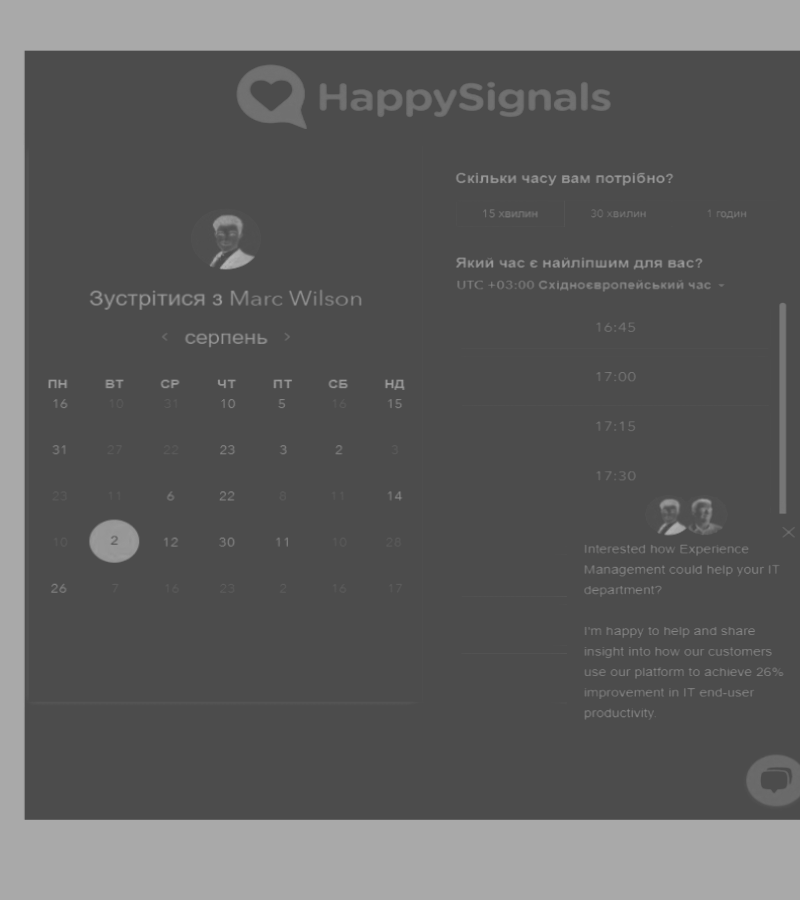 HappySignals
Зустрітися з Marc Wilson
< серпень >
ПН ВТ СР ЧТ ПТ СБ НД
16 10 31 10 5 16 15
31 27 22 23 3 2 3
23 11 6 22 8 11 14
10 2 12 30 11 10 28
26 7 16 23 2 16 17
Скільки часу вам потрібно?
15 хвилин 30 хвилин 1 годин
Який час є найліпшим для вас?
UTC +03:00 Східноєвропейський час
16:45
17:00
17:15
17:30
Interested how Experience
Management could help your IT
department?
I'm happy to help and share
insight into how our customers
use our platform to achieve 26%
improvement in IT end-user
productivity.